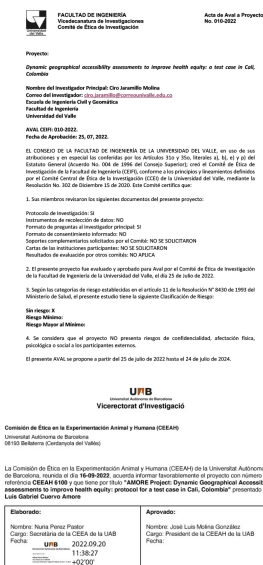 FACULTAD DE INGENIERÍA
Vicedecanatura de Investigaciones
Comité de Ética de Investigación
Acta de Aval a Proyecto
No. 010-2022
Universidad
del Valle
Proyecto:
Dynamic geographical accessibility assessments to improve health equity: a test case in Cali,
Colombia
Nombre del Investigador Principal: Ciro Jaramillo Molina
Correo del investigador: ciro.jaramillo@correounivalle.edu.co
Escuela de Ingeniería Civil y Geomática
Facultad de Ingeniería
Universidad del Valle
AVAL CEIFI: 010-2022.
Fecha de Aprobación: 25, 07, 2022.
EL CONSEJO DE LA FACULTAD DE INGENIERÍA DE LA UNIVERSIDAD DEL VALLE, en uso de sus
atribuciones y en especial las conferidas por los Artículos 31o y 35o, literales a), b), e) y p) del
Estatuto General (Acuerdo No. 004 de 1996 del Consejo Superior), creó el Comité de Ética de
Investigación de la Facultad de Ingeniería (CEIFI), conforme a los principios y lineamientos definidos
por el Comité Central de Ética de la Investigación (CCEI) de la Universidad del Valle, mediante la
Resolución No. 302 de Diciembre 15 de 2020. Este Comité certifica que:
1. Sus miembros revisaron los siguientes documentos del presente proyecto:
Protocolo de Investigación: SI
Instrumentos de recolección de datos: NO
Formato de preguntas al investigador principal: SI
Formato de consentimiento informado: NO
Soportes complementarios solicitados por el Comité: NO SE SOLICITARON
Cartas de las instituciones participantes: NO SE SOLICITARON
Resultados de evaluación por otros comités: NO APLICA
2. El presente proyecto fue evaluado y aprobado para Aval por el Comité de Ética de Investigación
de la Facultad de Ingeniería de la Universidad del Valle, el día 25 de Julio de 2022.
3. Según las categorías de riesgo establecidos en el artículo 11 de la Resolución N° 8430 de 1993 del
Ministerio de Salud, el presente estudio tiene la siguiente Clasificación de Riesgo:
Sin riesgo: X
Riesgo Mínimo:
Riesgo Mayor al Mínimo:
4. Se considera que el proyecto NO presenta riesgos de confidencialidad, afectación física,
psicológica o social a los participantes externos.
El presente AVAL se propone a partir del 25 de julio de 2022 hasta el 24 de julio de 2024.
UAB
Universitat Autònoma de Barcelona
Vicerectorat d'Investigació
Comisión de Ética en la Experimentación Animal y Humana (CEEAH)
Universitat Autònoma de Barcelona
08193 Bellaterra (Cerdanyola del Vallès)
La Comisión de Ética en la Experimentación Animal y Humana (CEEAH) de la Universitat Autònoma
de Barcelona, reunida el día 16-09-2022, acuerda informar favorablemente el proyecto con número
referencia CEEAH 6100 y que tiene por título "AMORE Project: Dynamic Geographical Accessib
assessments to improve health equity: protocol for a test case in Cali, Colombia" presentado
Luis Gabriel Cuervo Amore
Elaborado:
Nombre: Nuria Perez Pastor
Cargo: Secretària de la CEEA de la UAB
Fecha:
UAB
2022.09.20
11:38:27
+02'00'
Aprovado:
Nombre: José Luis Molina González
Cargo: President de la CEEAH de la UAB
Fecha: